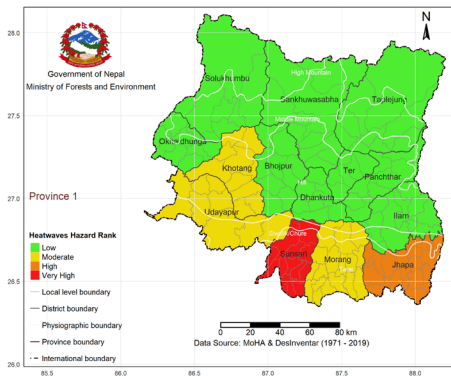 N
28.0
Government of Nepal
Ministry of Forests and Environment
Solukhumbu
High Mountain
Sankhuwasabha
Taplejung
27.5
Middle Mountain
Okhaldhunga
Khotang
Bhojpur
Ter
Panchthar
Hill
Dhankuta
27.0
Province 1
Udayapur
Ilam
Heatwaves Hazard Rank
Low
Moderate
High
Very High
Siwalik/Chure
Sunsari
Morang
Terai
Jhapa
26.5
Local level boundary
District boundary
Physiographic boundary
Province boundary
International boundary
0 20 40 60 80 km
Data Source: MoHA & DesInventar (1971 - 2019)
26.0
85.5 86.0 86.5 87.0 87.5 88.0